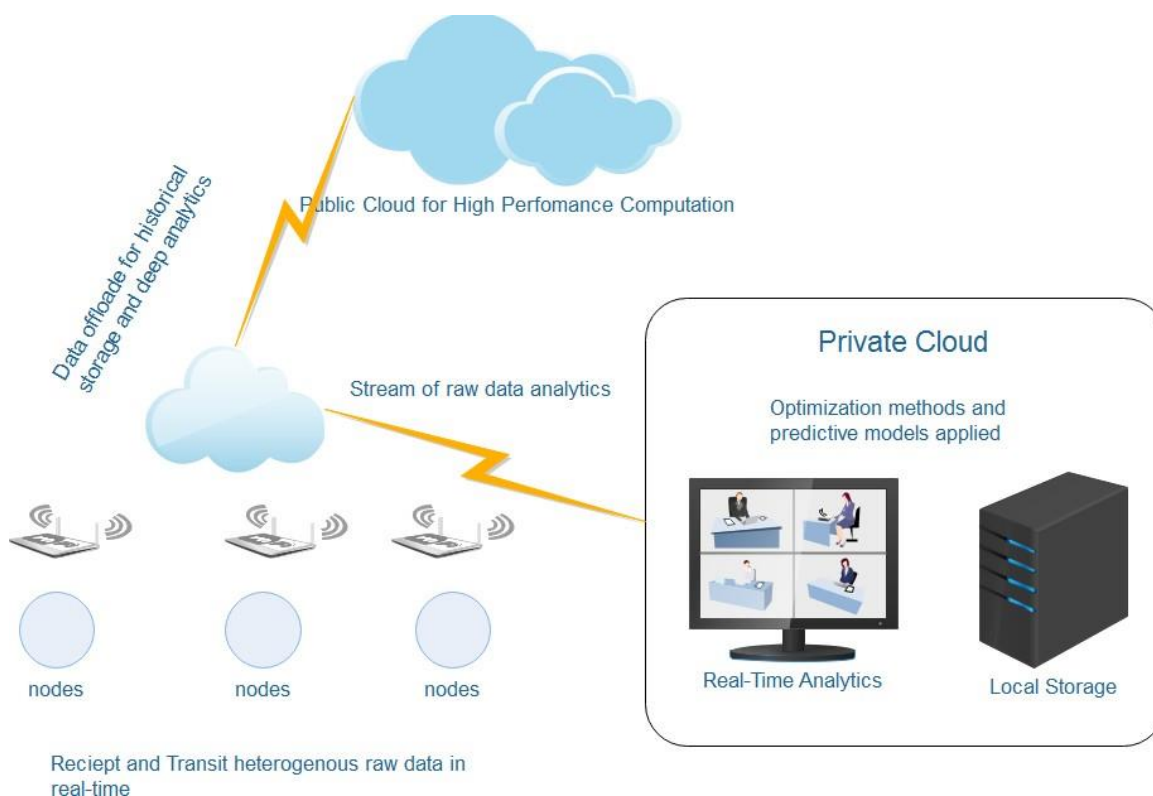 Public Cloud for High Perfomance Computation
Data offloade for historical
storage and deep analytics
Stream of raw data analytics
Private Cloud
Optimization methods and
predictive models applied
Real-Time Analytics
Local Storage
nodes
nodes
nodes
Reciept and Transit heterogenous raw data in
real-time